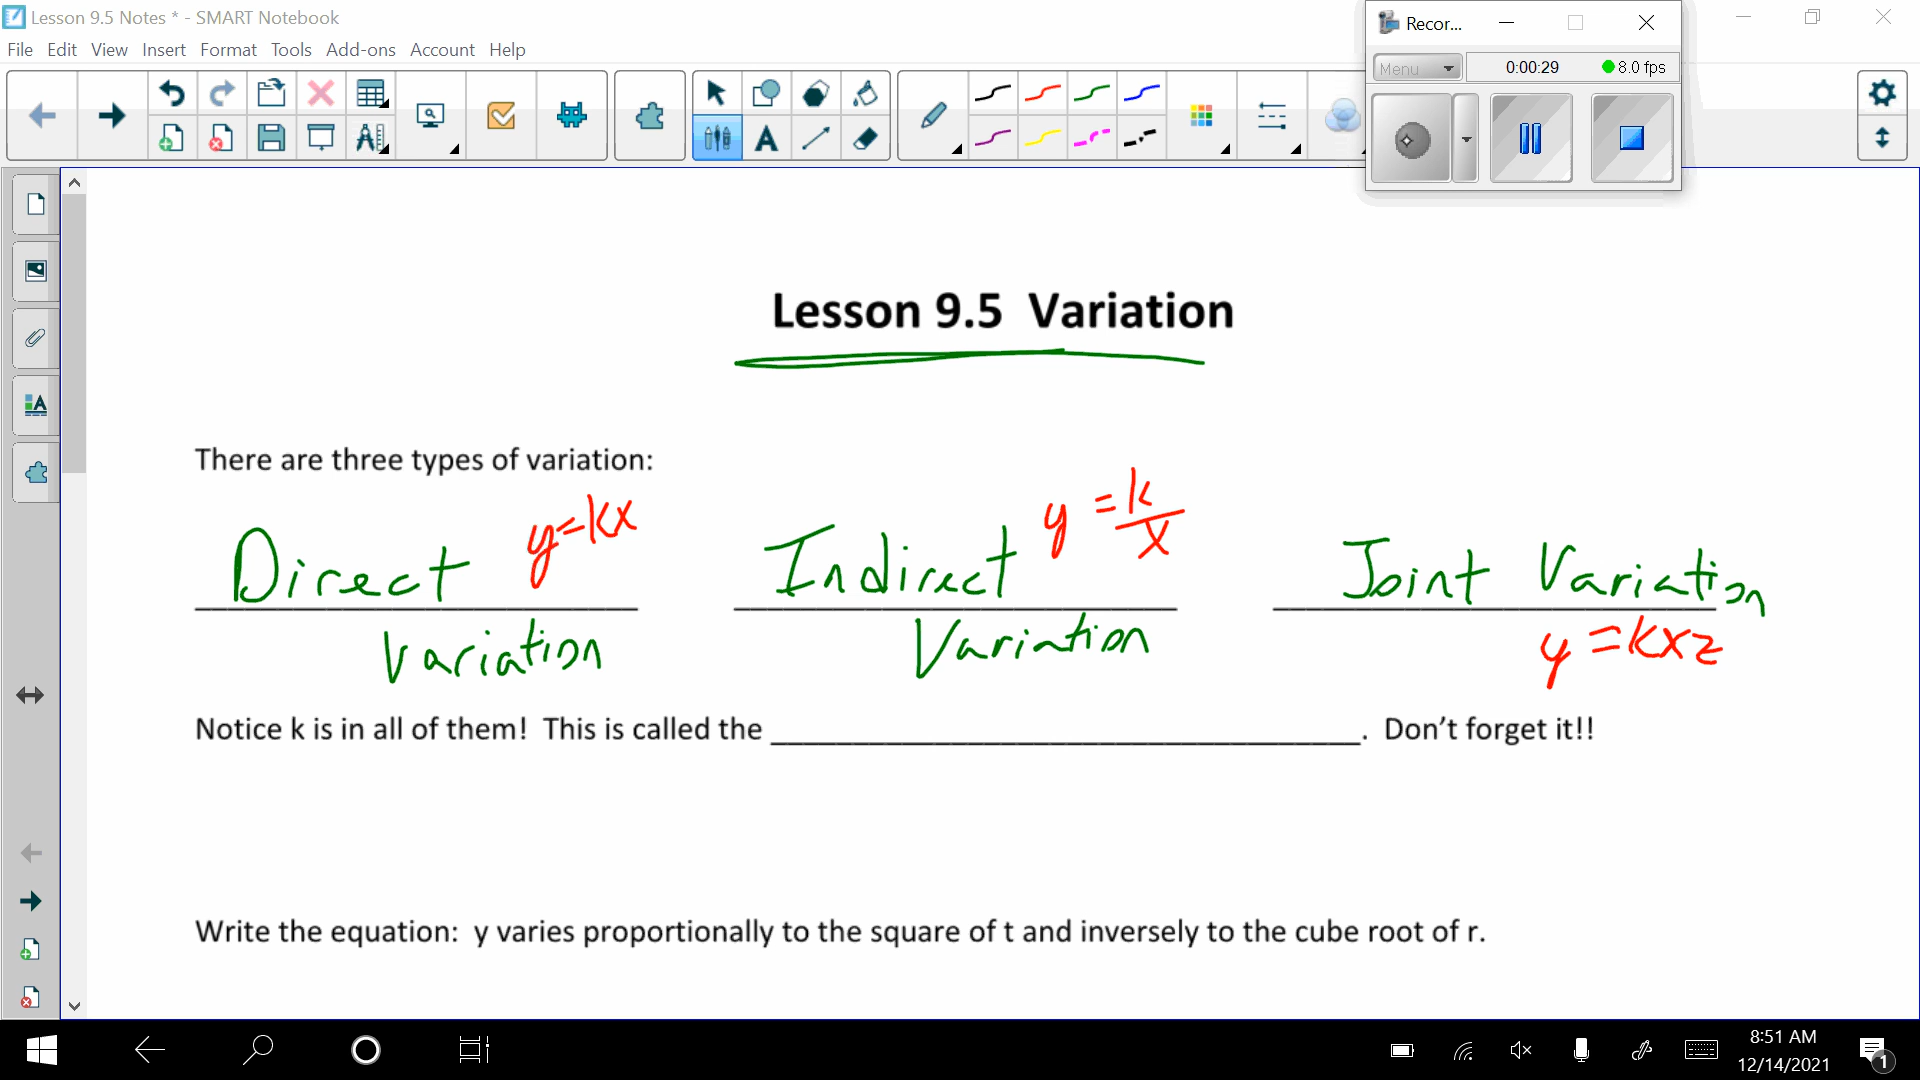 Lesson 9.5 Notes * - SMART Notebook
File Edit View Insert Format Tools Add-ons Account Help
Recor...
Menu 0:00:29 8.0 fps
Lesson 9.5 Variation
There are three types of variation:
y=kx
y = k/x
Direct Indirect Joint Variation
Variation Variation y = kxz
Notice k is in all of them! This is called the ____________________. Don’t forget it!!
Write the equation: y varies proportionally to the square of t and inversely to the cube root of r.
8:51 AM
12/14/2021
1